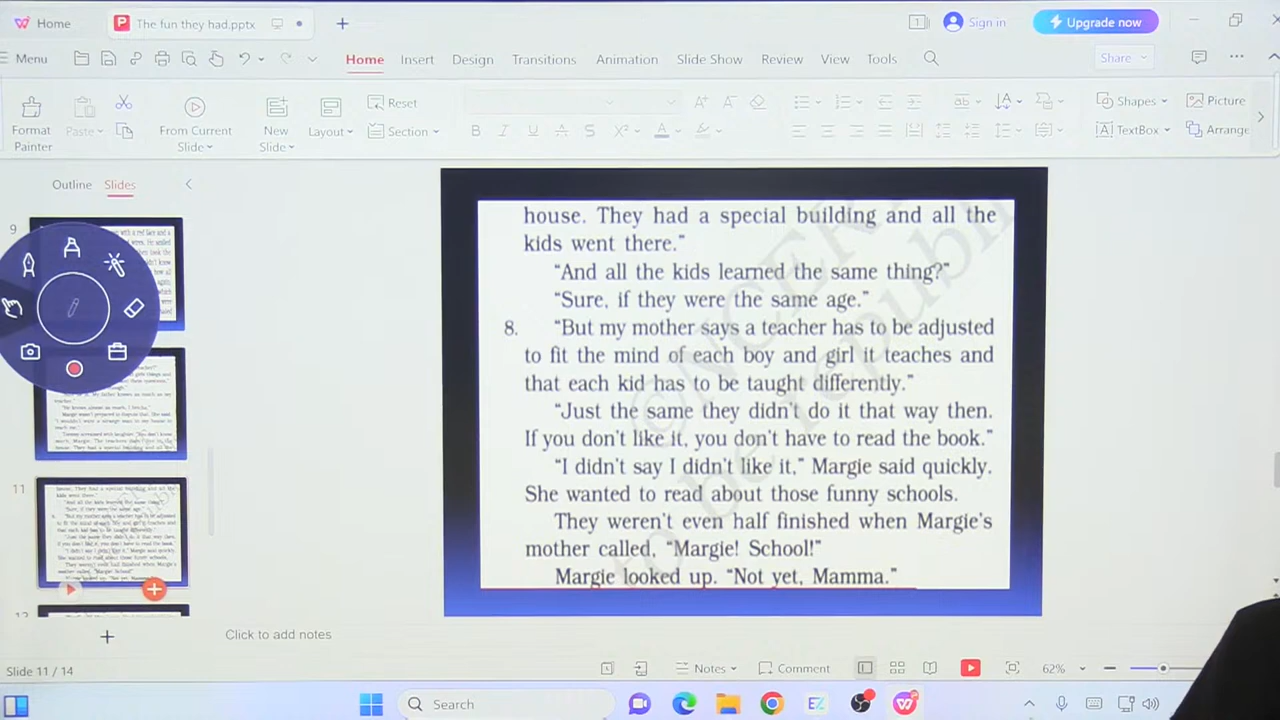 Home
The fun they had.pptx
1
Sign in
Upgrade now
Menu
Home Insert Design Transitions Animation Slide Show Review View Tools
Share
Format Painter
Paste
From Current Slide
New Slide
Layout
Reset
Section
Shapes
Picture
TextBox
Arrange
Outline Slides
9
11
12
house. They had a special building and all the
kids went there.”
“And all the kids learned the same thing?”
“Sure, if they were the same age.”
8. “But my mother says a teacher has to be adjusted
to fit the mind of each boy and girl it teaches and
that each kid has to be taught differently.”
“Just the same they didn't do it that way then.
If you don't like it, you don't have to read the book.”
“I didn't say I didn't like it,” Margie said quickly.
She wanted to read about those funny schools.
They weren't even half finished when Margie's
mother called, “Margie! School!”
Margie looked up. “Not yet, Mamma.”
Click to add notes
Slide 11 / 14
Notes
Comment
62%
Search